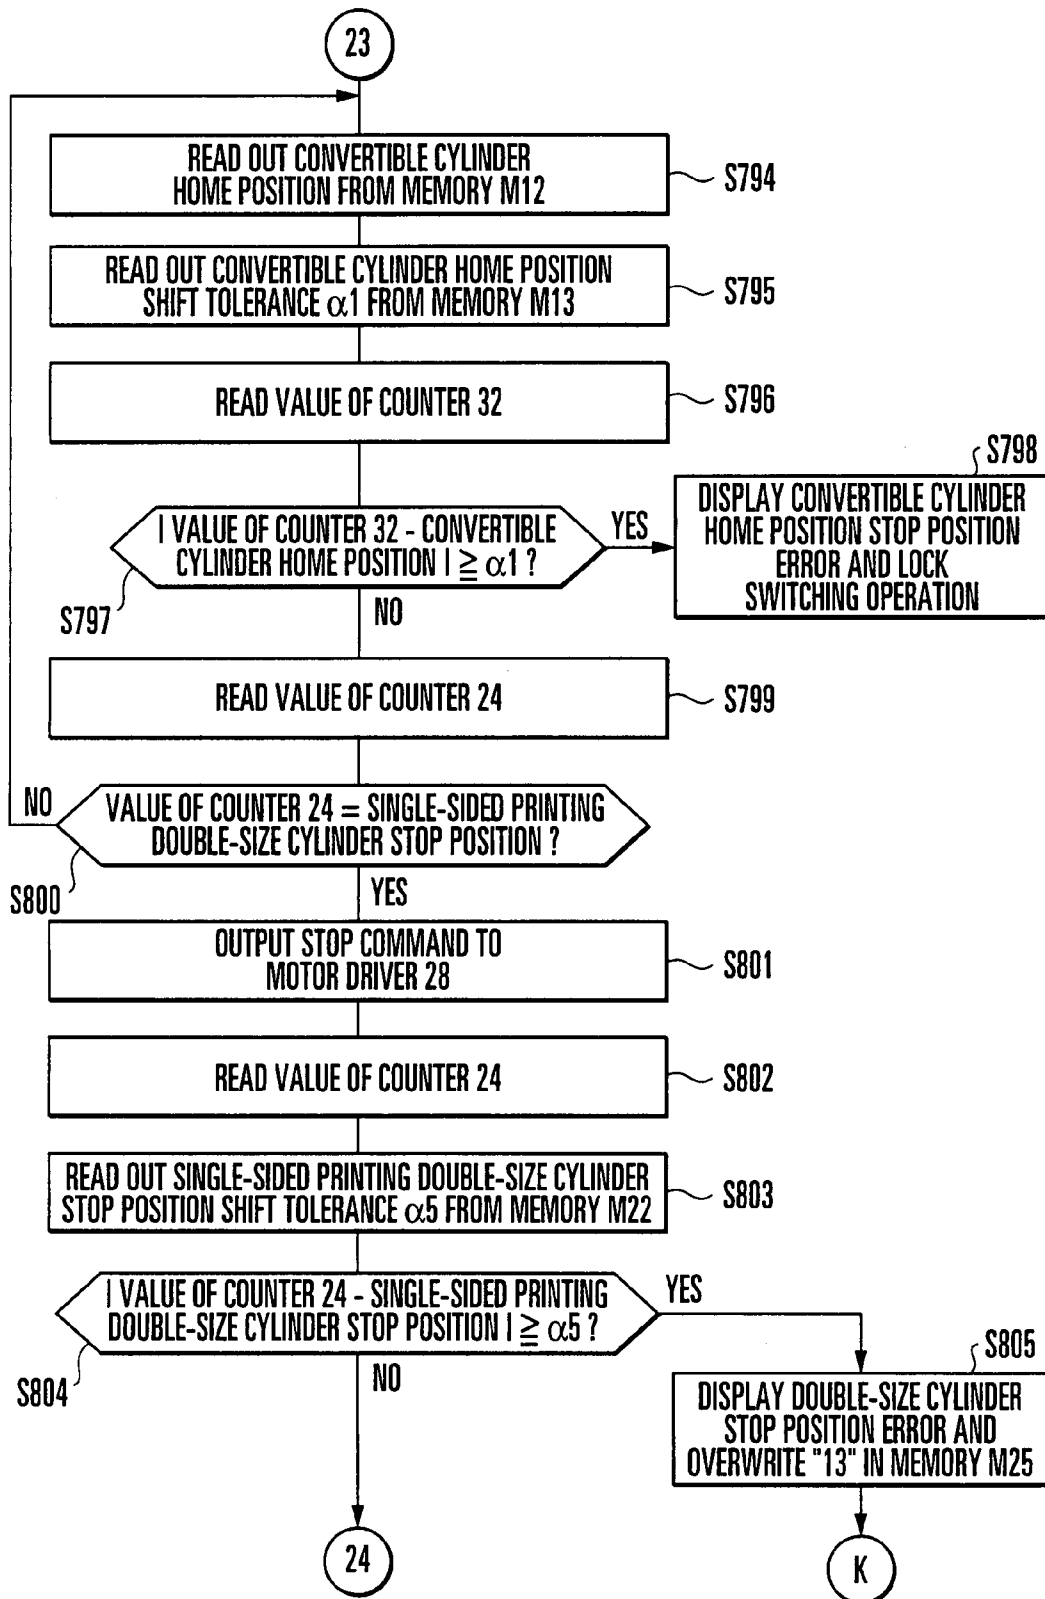 23
READ OUT CONVERTIBLE CYLINDER
HOME POSITION FROM MEMORY M12
S794
READ OUT CONVERTIBLE CYLINDER HOME POSITION
SHIFT TOLERANCE α1 FROM MEMORY M13
S795
READ VALUE OF COUNTER 32
S796
S798
DISPLAY CONVERTIBLE CYLINDER
HOME POSITION STOP POSITION
ERROR AND LOCK
SWITCHING OPERATION
| VALUE OF COUNTER 32 - CONVERTIBLE
CYLINDER HOME POSITION | ≧ α1 ?
YES
S797
NO
READ VALUE OF COUNTER 24
S799
NO
VALUE OF COUNTER 24 = SINGLE-SIDED PRINTING
DOUBLE-SIZE CYLINDER STOP POSITION ?
S800
YES
OUTPUT STOP COMMAND TO
MOTOR DRIVER 28
S801
READ VALUE OF COUNTER 24
S802
READ OUT SINGLE-SIDED PRINTING DOUBLE-SIZE CYLINDER
STOP POSITION SHIFT TOLERANCE α5 FROM MEMORY M22
S803
| VALUE OF COUNTER 24 - SINGLE-SIDED PRINTING
DOUBLE-SIZE CYLINDER STOP POSITION | ≧ α5 ?
YES
S804
NO
S805
DISPLAY DOUBLE-SIZE CYLINDER
STOP POSITION ERROR AND
OVERWRITE "13" IN MEMORY M25
24
K